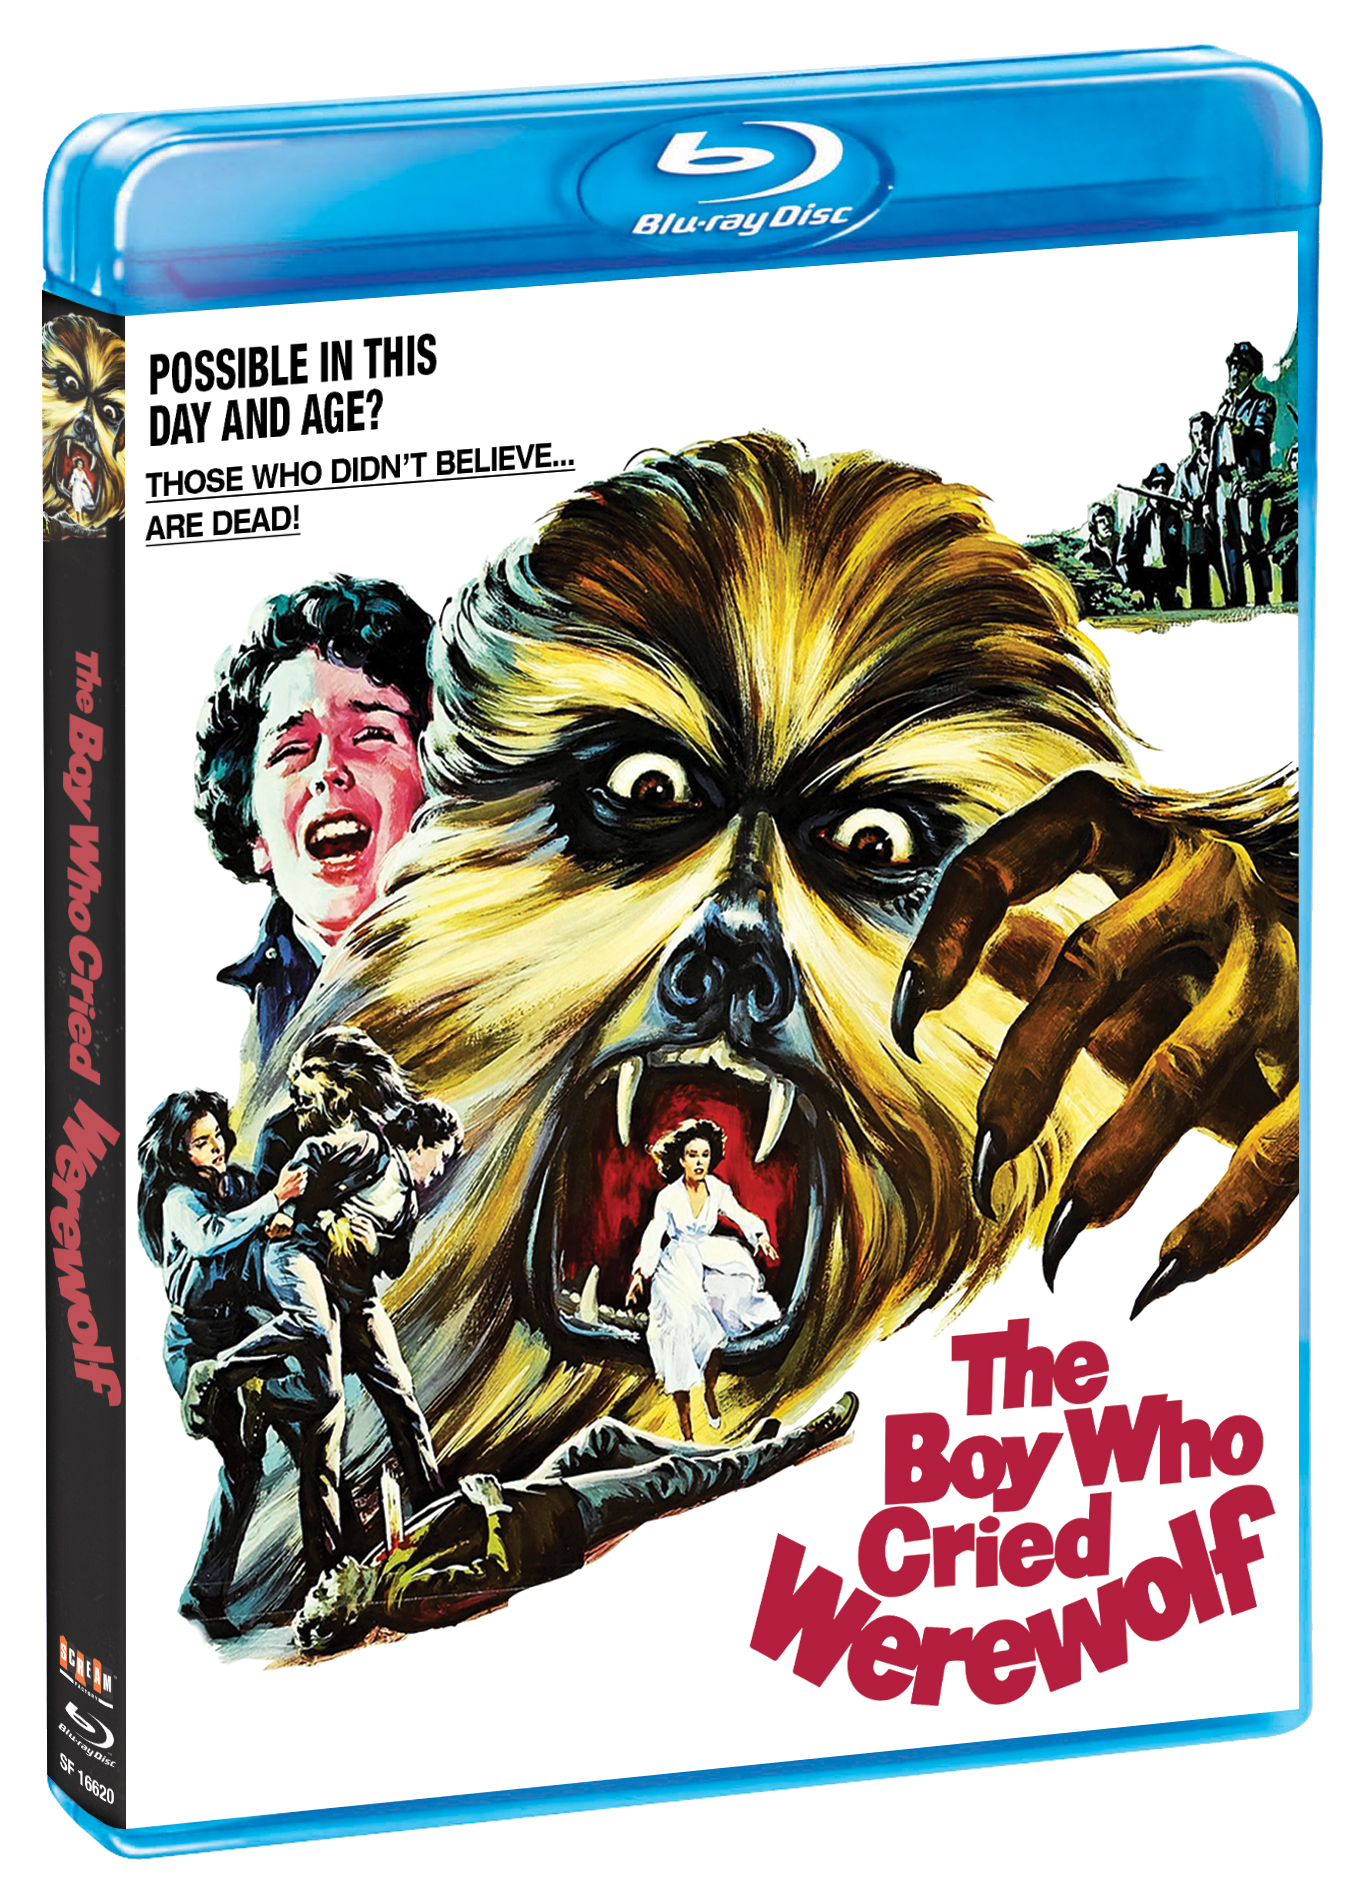 Blu-ray Disc
POSSIBLE IN THIS
DAY AND AGE?
THOSE WHO DIDN'T BELIEVE...
ARE DEAD!
The
Boy Who
Cried
Werewolf
The Boy Who Cried Werewolf
SCREAM
FACTORY
Blu-ray Disc
SF 16620